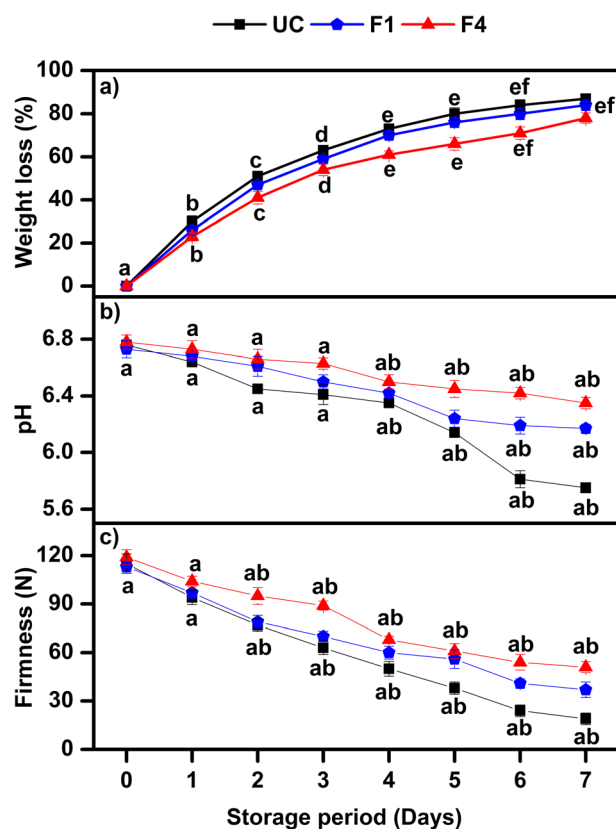 UC F1 F4
a)
Weight loss (%)
100
80
60
40
20
0
a b c d e e ef ef
b c d e e ef
b)
pH
6.8
6.4
6.0
5.6
a a a ab ab ab ab
a a a a ab ab ab ab
ab ab
c)
Firmness (N)
120
90
60
30
0
a ab ab ab ab ab ab
a a ab ab ab ab ab ab
0 1 2 3 4 5 6 7
Storage period (Days)